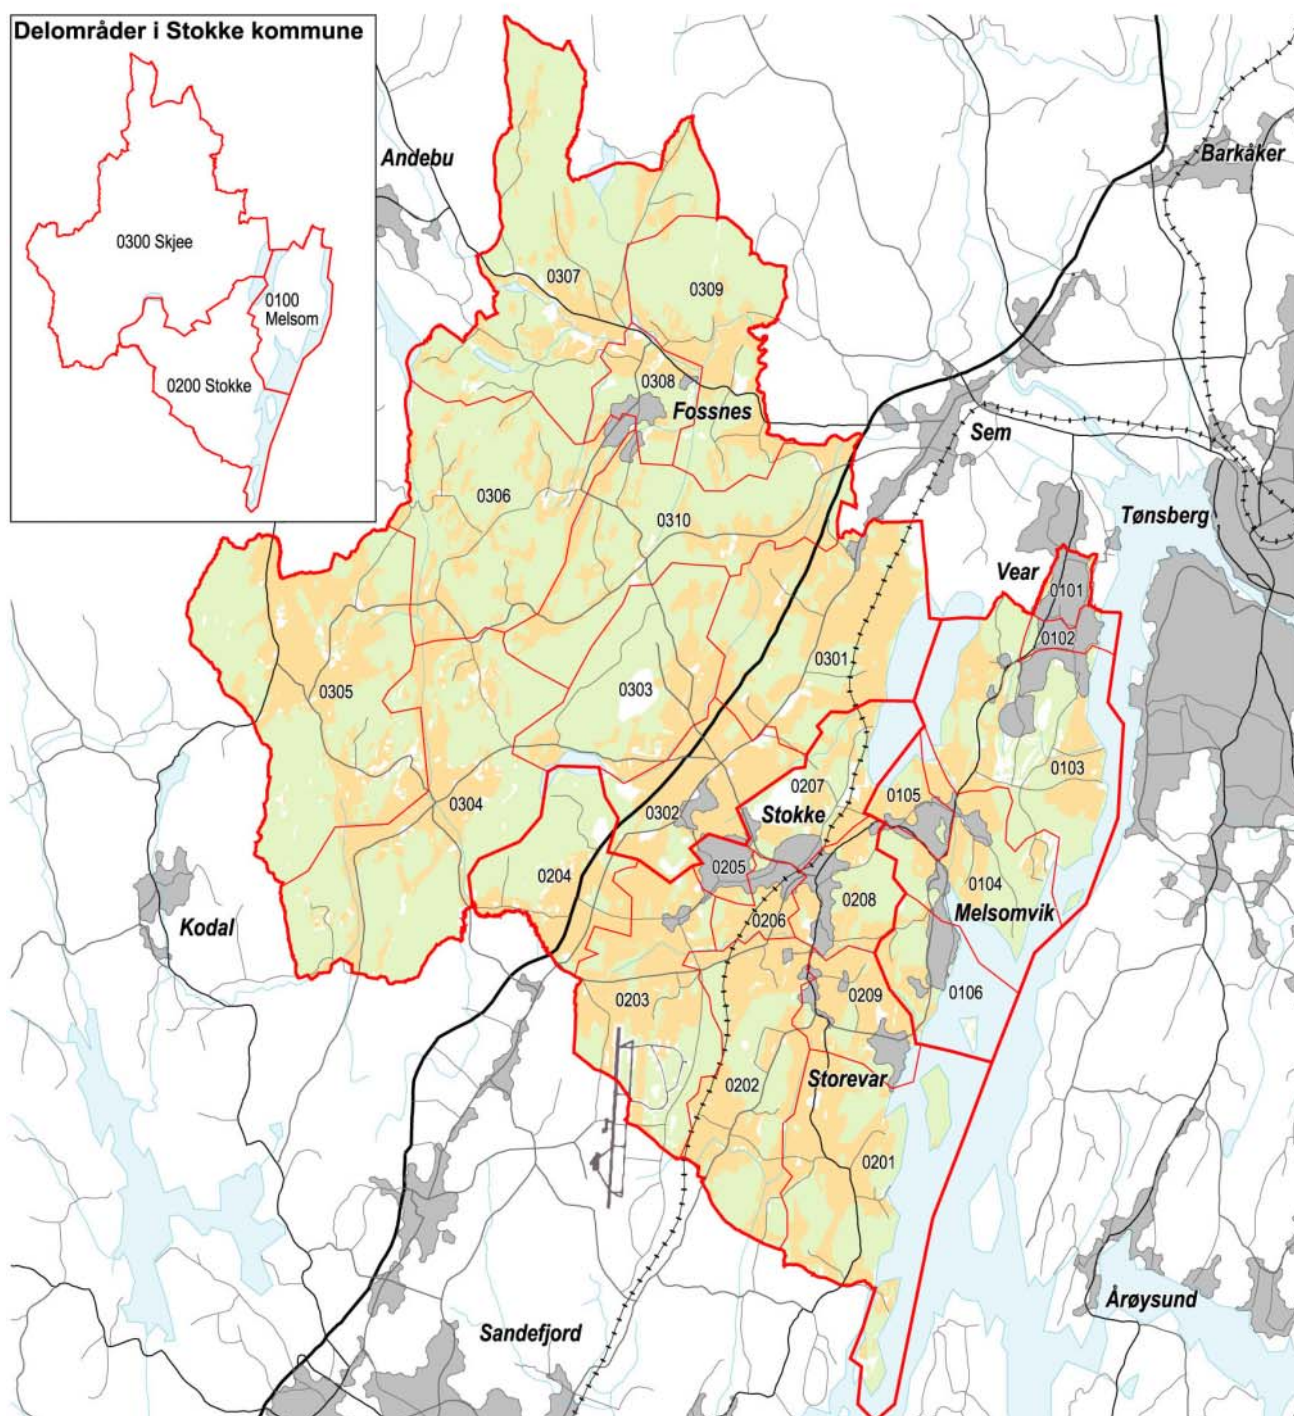 Delområder i Stokke kommune
0300 Skjee
0100
Melsom
0200 Stokke
Andebu
Barkåker
0307
0309
0308
Fossnes
Sem
0306
0310
Tønsberg
Vear
0101
0102
0301
0303
0305
0103
0207
0105
0304
0302
Stokke
0205
0204
0104
0208
Melsomvik
0206
Kodal
0203
0209
0106
0202
Storevar
0201
Årøysund
Sandefjord